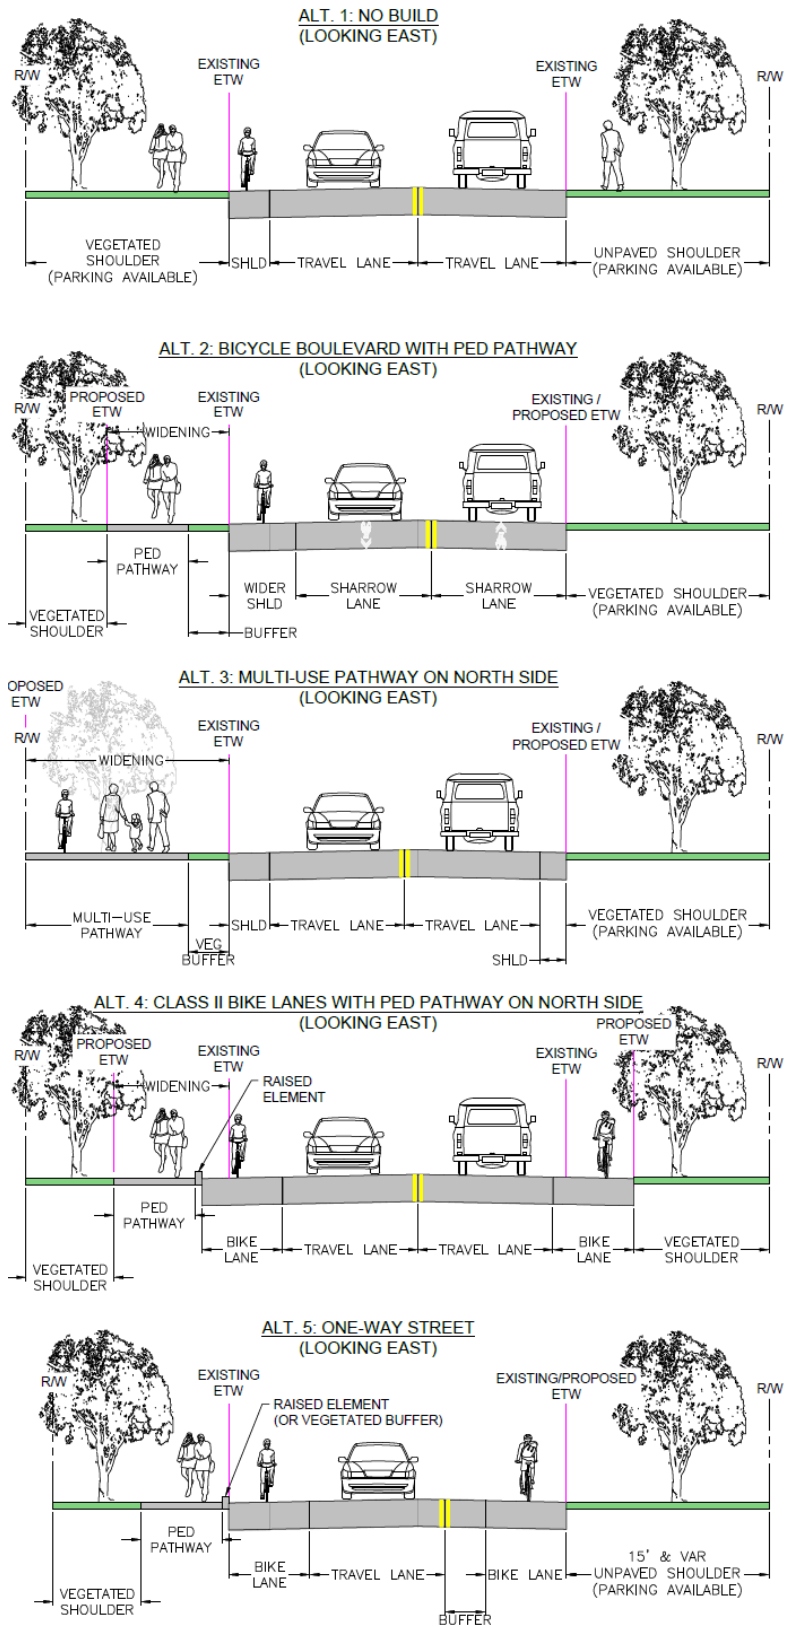 ALT. 1: NO BUILD
(LOOKING EAST)
R/W
EXISTING
ETW
EXISTING
ETW
R/W
VEGETATED
SHOULDER
(PARKING AVAILABLE)
SHLD
TRAVEL LANE
TRAVEL LANE
UNPAVED SHOULDER
(PARKING AVAILABLE)
ALT. 2: BICYCLE BOULEVARD WITH PED PATHWAY
(LOOKING EAST)
R/W
PROPOSED
ETW
EXISTING
ETW
WIDENING
EXISTING /
PROPOSED ETW
R/W
PED
PATHWAY
VEGETATED
SHOULDER
BUFFER
WIDER
SHLD
SHARROW
LANE
SHARROW
LANE
VEGETATED SHOULDER
(PARKING AVAILABLE)
ALT. 3: MULTI-USE PATHWAY ON NORTH SIDE
(LOOKING EAST)
OPOSED
ETW
R/W
EXISTING
ETW
WIDENING
EXISTING /
PROPOSED ETW
R/W
MULTI-USE
PATHWAY
VEG
BUFFER
SHLD
TRAVEL LANE
TRAVEL LANE
SHLD
VEGETATED SHOULDER
(PARKING AVAILABLE)
ALT. 4: CLASS II BIKE LANES WITH PED PATHWAY ON NORTH SIDE
(LOOKING EAST)
R/W
PROPOSED
ETW
EXISTING
ETW
WIDENING
RAISED
ELEMENT
EXISTING
ETW
PROPOSED
ETW
R/W
PED
PATHWAY
VEGETATED
SHOULDER
BIKE
LANE
TRAVEL LANE
TRAVEL LANE
BIKE
LANE
VEGETATED
SHOULDER
ALT. 5: ONE-WAY STREET
(LOOKING EAST)
R/W
EXISTING
ETW
RAISED ELEMENT
(OR VEGETATED BUFFER)
EXISTING/PROPOSED
ETW
R/W
PED
PATHWAY
VEGETATED
SHOULDER
BIKE
LANE
TRAVEL LANE
BUFFER
BIKE LANE
15' & VAR
UNPAVED SHOULDER
(PARKING AVAILABLE)